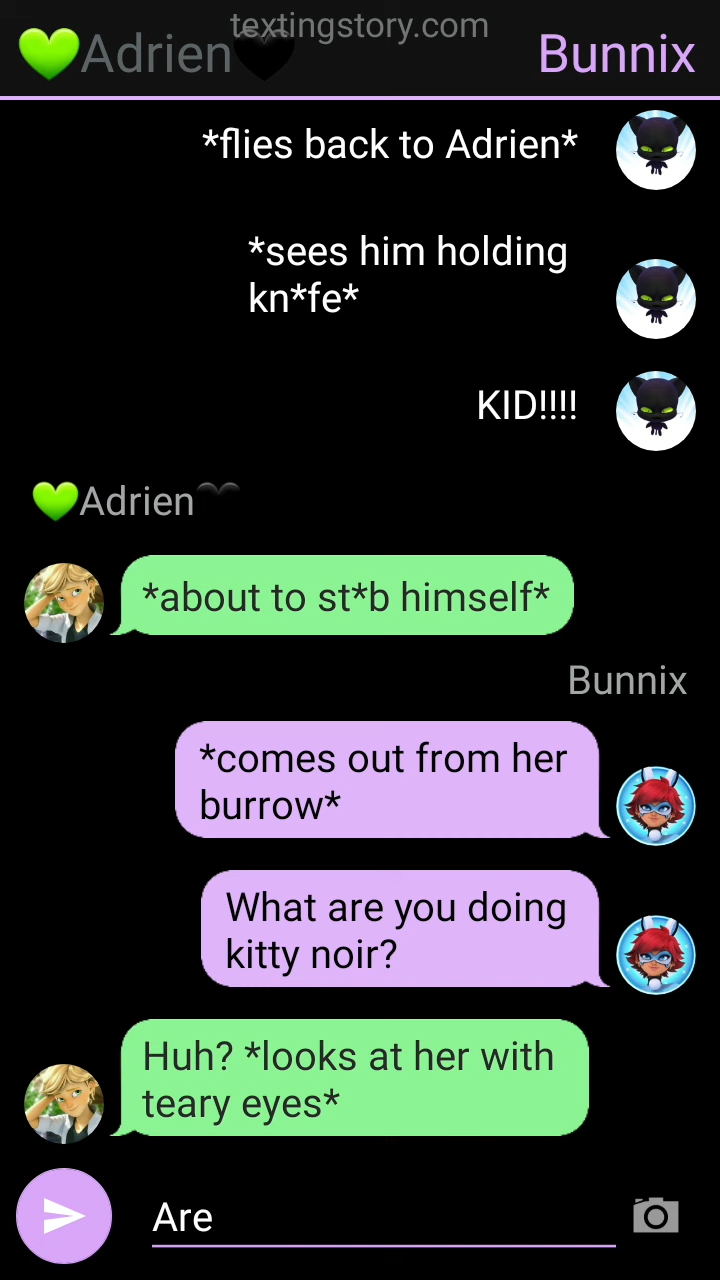 textingstory.com
💚Adrien🖤 Bunnix
*flies back to Adrien*
*sees him holding
kn*fe*
KID!!!!
💚Adrien🖤
*about to st*b himself*
Bunnix
*comes out from her
burrow*
What are you doing
kitty noir?
Huh? *looks at her with
teary eyes*
Are